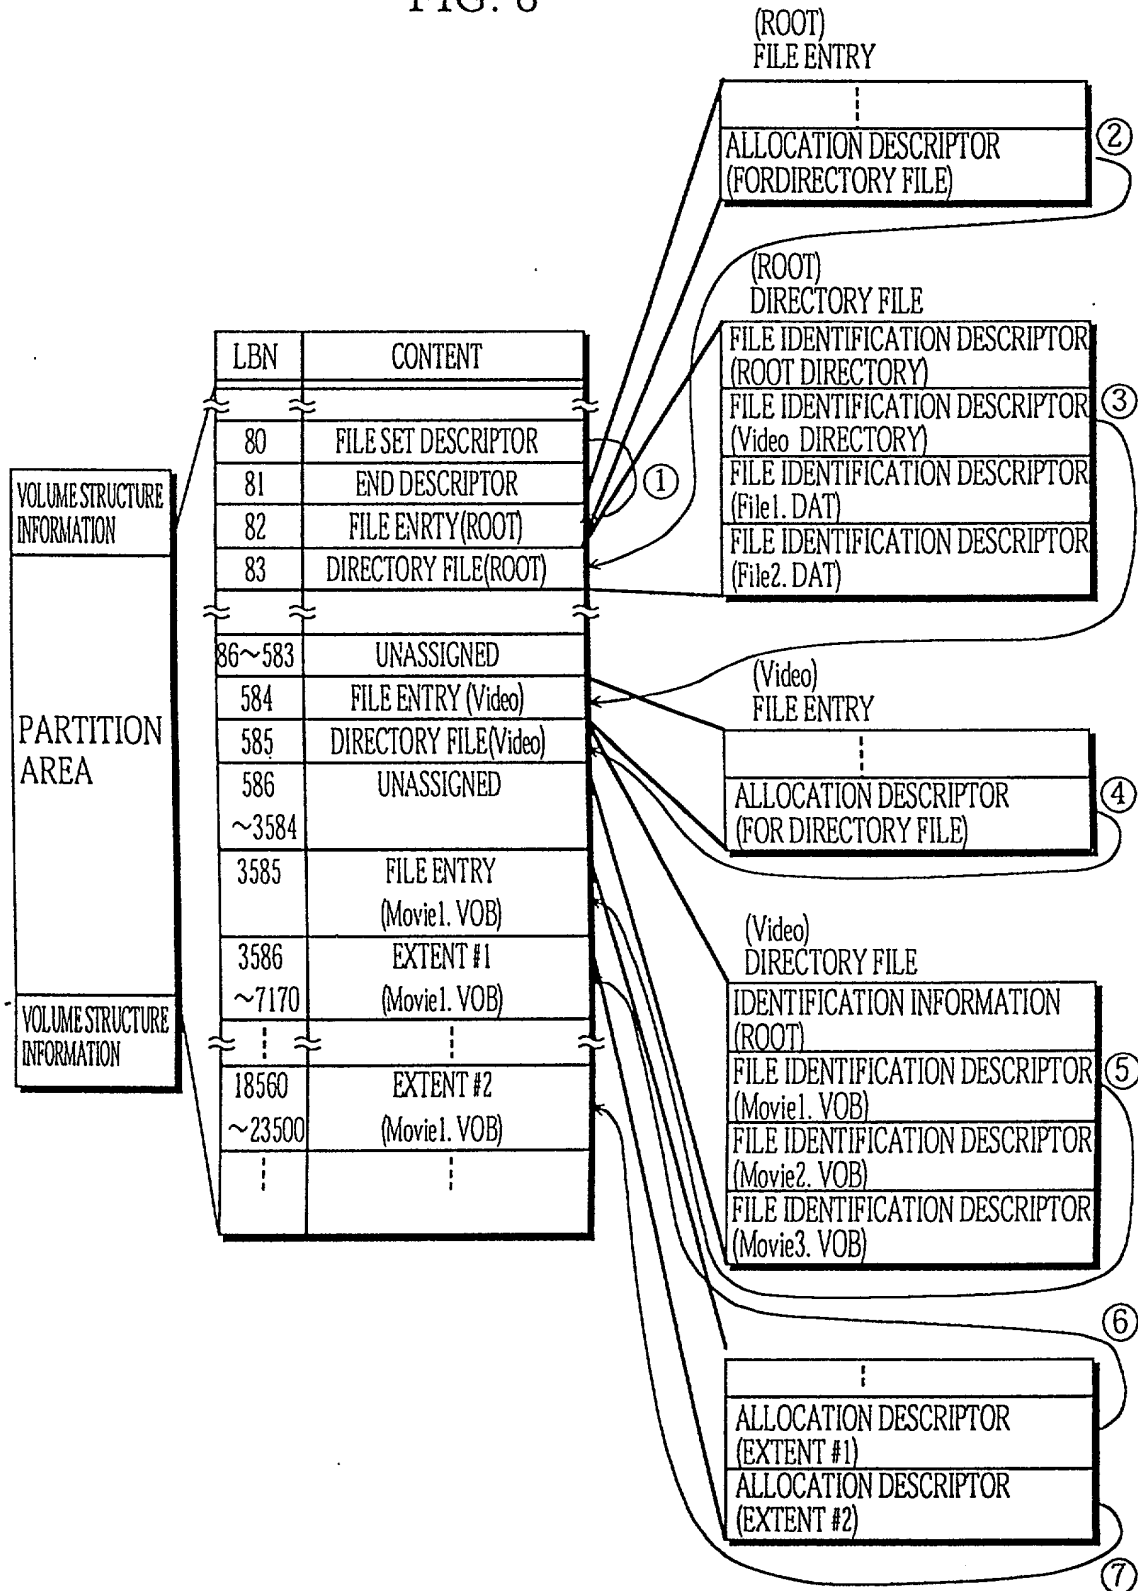 FIG. 6
(ROOT)
FILE ENTRY
ALLOCATION DESCRIPTOR
(FORDIRECTORY FILE)
②
(ROOT)
DIRECTORY FILE
FILE IDENTIFICATION DESCRIPTOR
(ROOT DIRECTORY)
FILE IDENTIFICATION DESCRIPTOR
(Video DIRECTORY)
③
FILE IDENTIFICATION DESCRIPTOR
(File1. DAT)
FILE IDENTIFICATION DESCRIPTOR
(File2. DAT)
LBN CONTENT
80 FILE SET DESCRIPTOR
81 END DESCRIPTOR
①
82 FILE ENRTY(ROOT)
83 DIRECTORY FILE(ROOT)
86~583 UNASSIGNED
584 FILE ENTRY (Video)
585 DIRECTORY FILE(Video)
586 UNASSIGNED
~3584
3585 FILE ENTRY
(Movie1. VOB)
3586 EXTENT #1
~7170 (Movie1. VOB)
18560 EXTENT #2
~23500 (Movie1. VOB)
VOLUME STRUCTURE
INFORMATION
PARTITION
AREA
VOLUME STRUCTURE
INFORMATION
(Video)
FILE ENTRY
ALLOCATION DESCRIPTOR
(FOR DIRECTORY FILE)
④
(Video)
DIRECTORY FILE
IDENTIFICATION INFORMATION
(ROOT)
FILE IDENTIFICATION DESCRIPTOR
(Movie1. VOB)
⑤
FILE IDENTIFICATION DESCRIPTOR
(Movie2. VOB)
FILE IDENTIFICATION DESCRIPTOR
(Movie3. VOB)
⑥
ALLOCATION DESCRIPTOR
(EXTENT #1)
ALLOCATION DESCRIPTOR
(EXTENT #2)
⑦